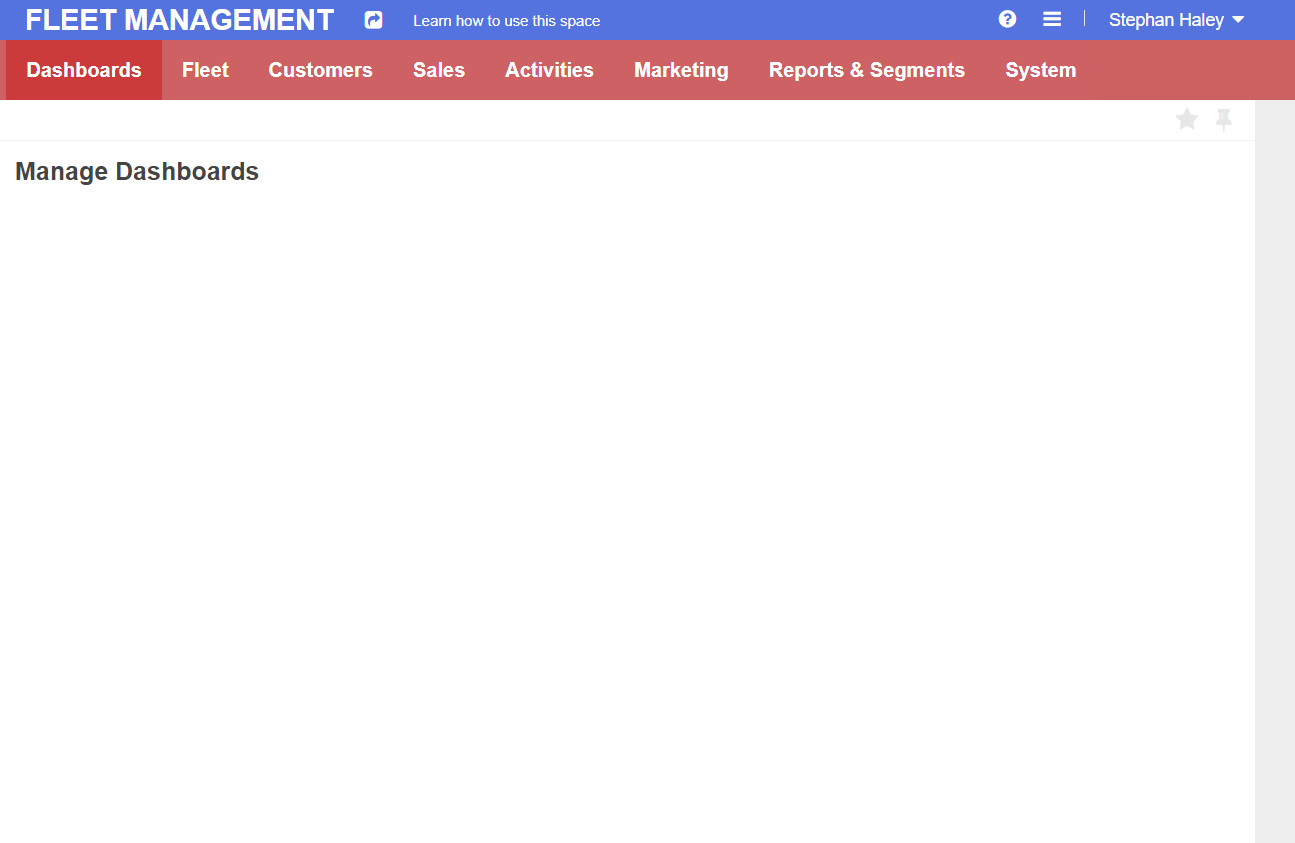 FLEET MANAGEMENT Learn how to use this space Stephan Haley
Dashboards Fleet Customers Sales Activities Marketing Reports & Segments System
Manage Dashboards